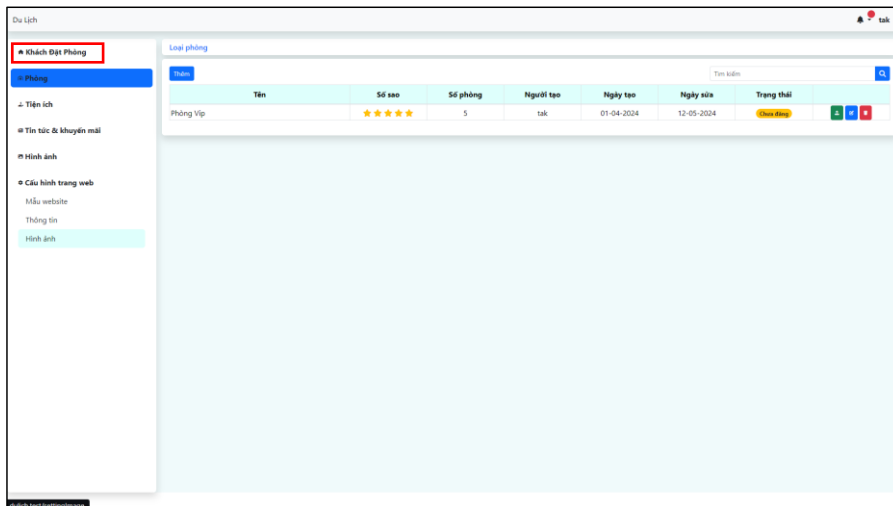 Du Lịch
tak
Khách Đặt Phòng
Loại phòng
Phòng
Thêm
Tìm kiếm
Tên Số sao Số phòng Người tạo Ngày tạo Ngày sửa Trạng thái
Tiện ích
Phòng Vip 5 tak 01-04-2024 12-05-2024 Chưa đăng
Tin tức & khuyến mãi
Hình ảnh
Cấu hình trang web
Mẫu website
Thông tin
Hình ảnh